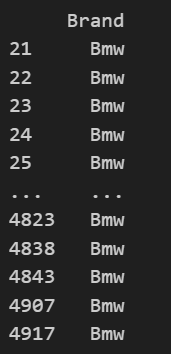 Brand
21 Bmw
22 Bmw
23 Bmw
24 Bmw
25 Bmw
... ...
4823 Bmw
4838 Bmw
4843 Bmw
4907 Bmw
4917 Bmw